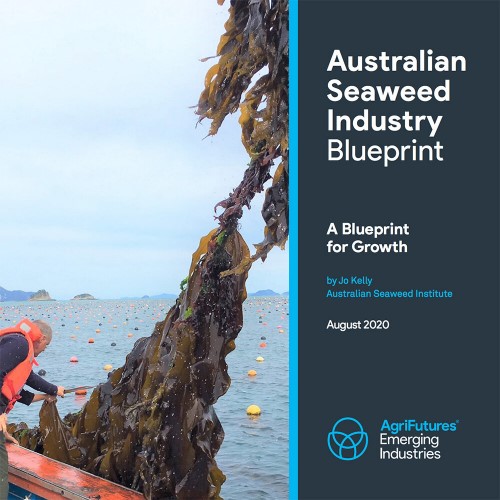 Australian
Seaweed
Industry
Blueprint
A Blueprint
for Growth
by Jo Kelly
Australian Seaweed Institute
August 2020
AgriFutures®
Emerging
Industries